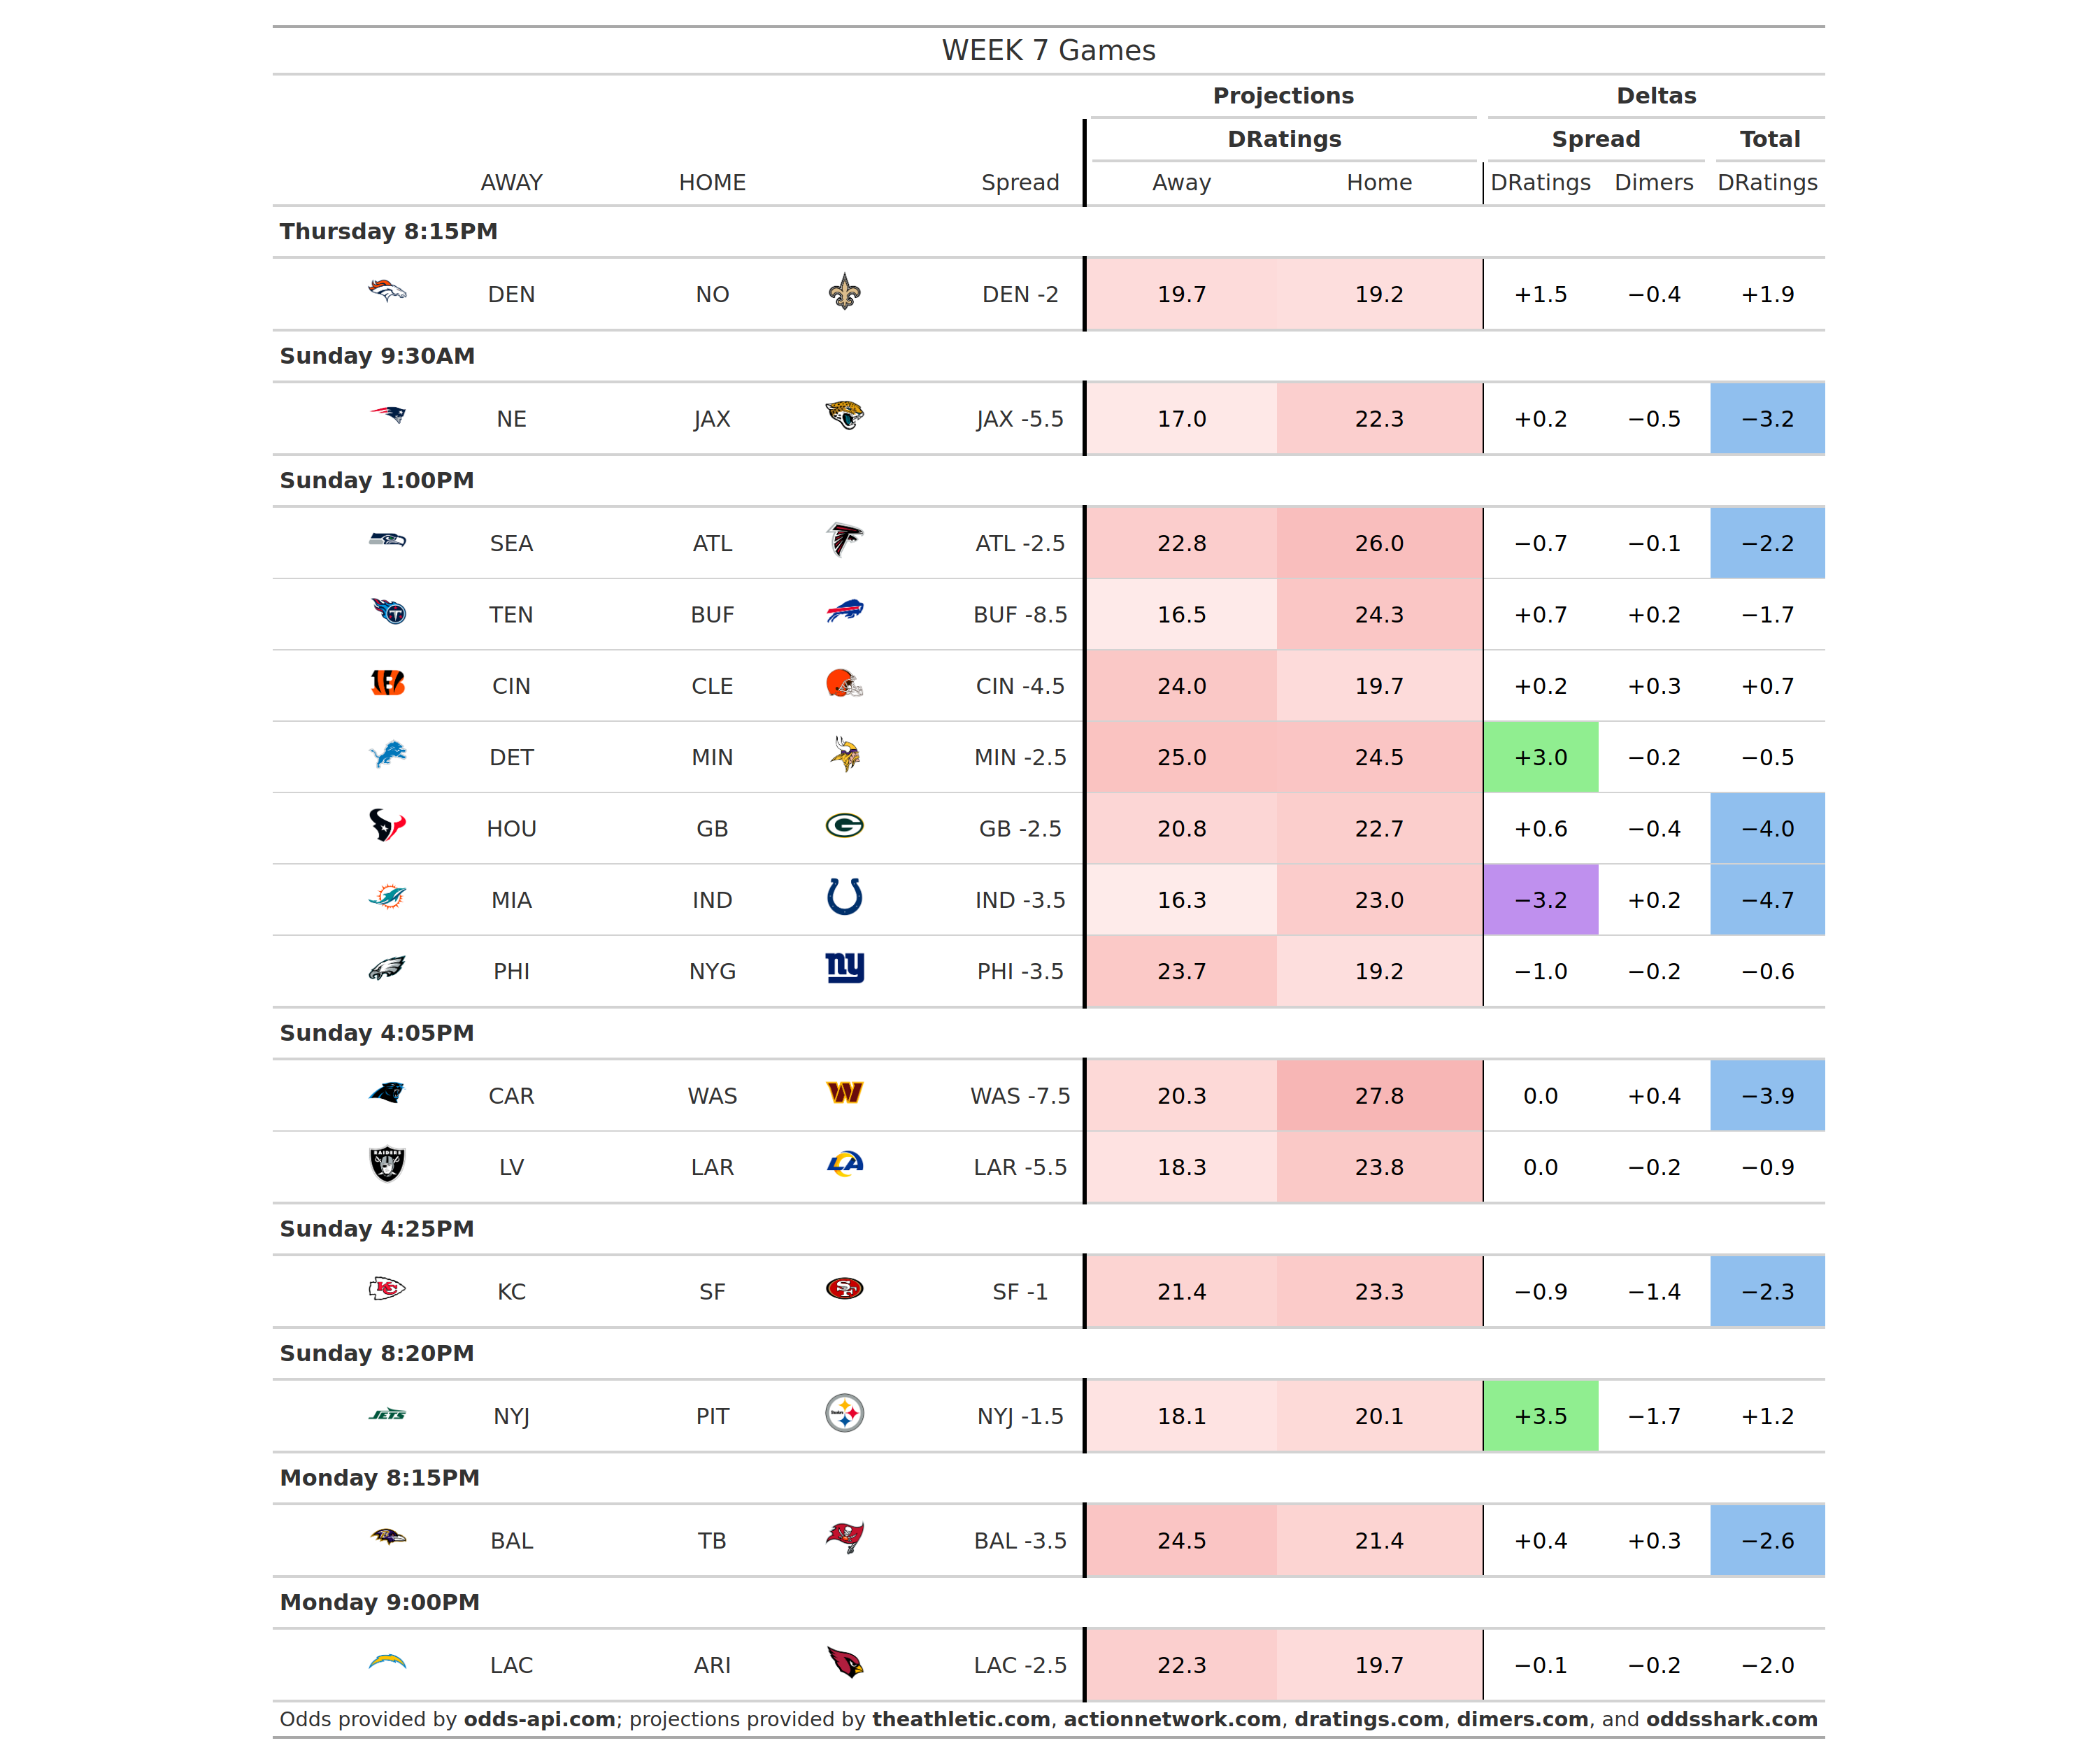 WEEK 7 Games
Projections Deltas
DRatings Spread Total
AWAY HOME Spread Away Home DRatings Dimers DRatings
Thursday 8:15PM
DEN NO DEN -2 19.7 19.2 +1.5 −0.4 +1.9
Sunday 9:30AM
NE JAX JAX -5.5 17.0 22.3 +0.2 −0.5 −3.2
Sunday 1:00PM
SEA ATL ATL -2.5 22.8 26.0 −0.7 −0.1 −2.2
TEN BUF BUF -8.5 16.5 24.3 +0.7 +0.2 −1.7
CIN CLE CIN -4.5 24.0 19.7 +0.2 +0.3 +0.7
DET MIN MIN -2.5 25.0 24.5 +3.0 −0.2 −0.5
HOU GB GB -2.5 20.8 22.7 +0.6 −0.4 −4.0
MIA IND IND -3.5 16.3 23.0 −3.2 +0.2 −4.7
PHI NYG ny PHI -3.5 23.7 19.2 −1.0 −0.2 −0.6
Sunday 4:05PM
CAR WAS W WAS -7.5 20.3 27.8 0.0 +0.4 −3.9
RAIDERS LV LAR LA LAR -5.5 18.3 23.8 0.0 −0.2 −0.9
Sunday 4:25PM
KC KC SF SF SF -1 21.4 23.3 −0.9 −1.4 −2.3
Sunday 8:20PM
JETS NYJ PIT NYJ -1.5 18.1 20.1 +3.5 −1.7 +1.2
Monday 8:15PM
BAL TB BAL -3.5 24.5 21.4 +0.4 +0.3 −2.6
Monday 9:00PM
LAC ARI LAC -2.5 22.3 19.7 −0.1 −0.2 −2.0
Odds provided by odds-api.com; projections provided by theathletic.com, actionnetwork.com, dratings.com, dimers.com, and oddsshark.com